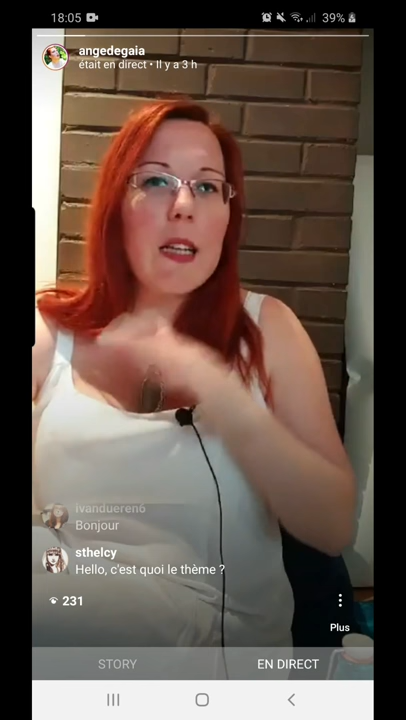 18:05
39%
angedegaia
était en direct • Il y a 3 h
ivandueren6
Bonjour
sthelcy
Hello, c'est quoi le thème ?
231
Plus
STORY
EN DIRECT